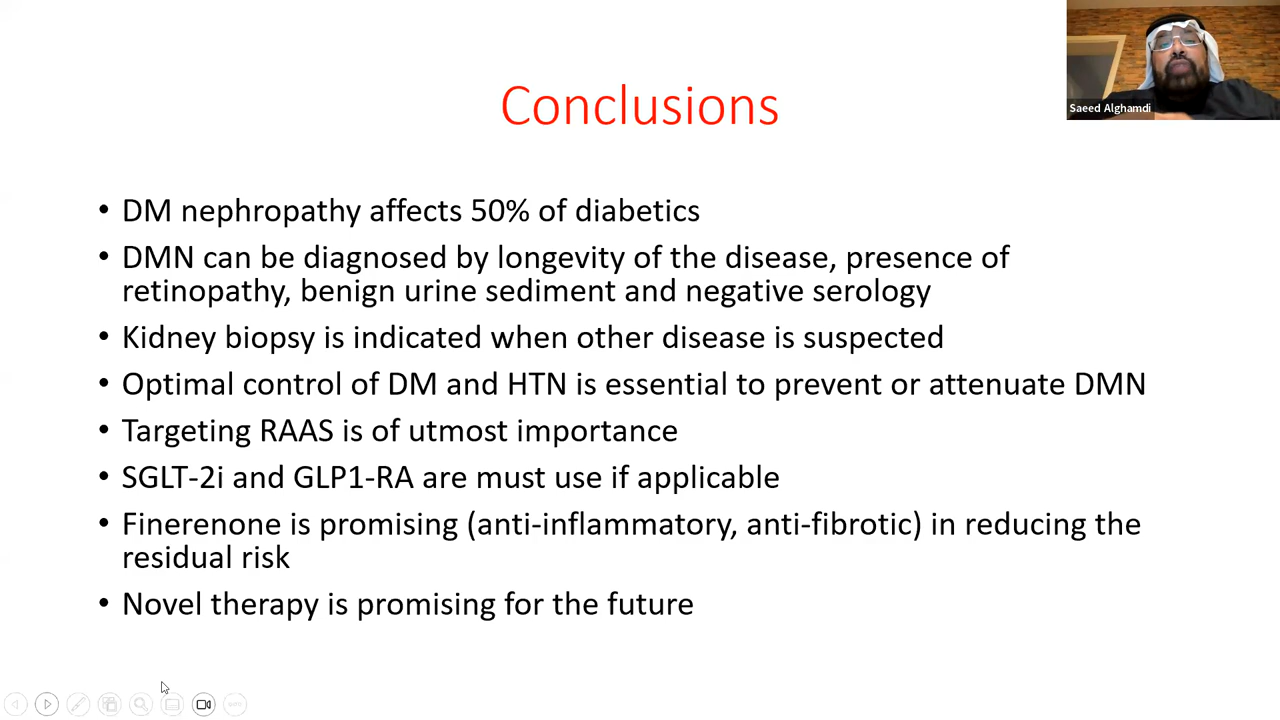 Conclusions
Saeed Alghamdi
• DM nephropathy affects 50% of diabetics
• DMN can be diagnosed by longevity of the disease, presence of
retinopathy, benign urine sediment and negative serology
• Kidney biopsy is indicated when other disease is suspected
• Optimal control of DM and HTN is essential to prevent or attenuate DMN
• Targeting RAAS is of utmost importance
• SGLT-2i and GLP1-RA are must use if applicable
• Finerenone is promising (anti-inflammatory, anti-fibrotic) in reducing the
residual risk
• Novel therapy is promising for the future